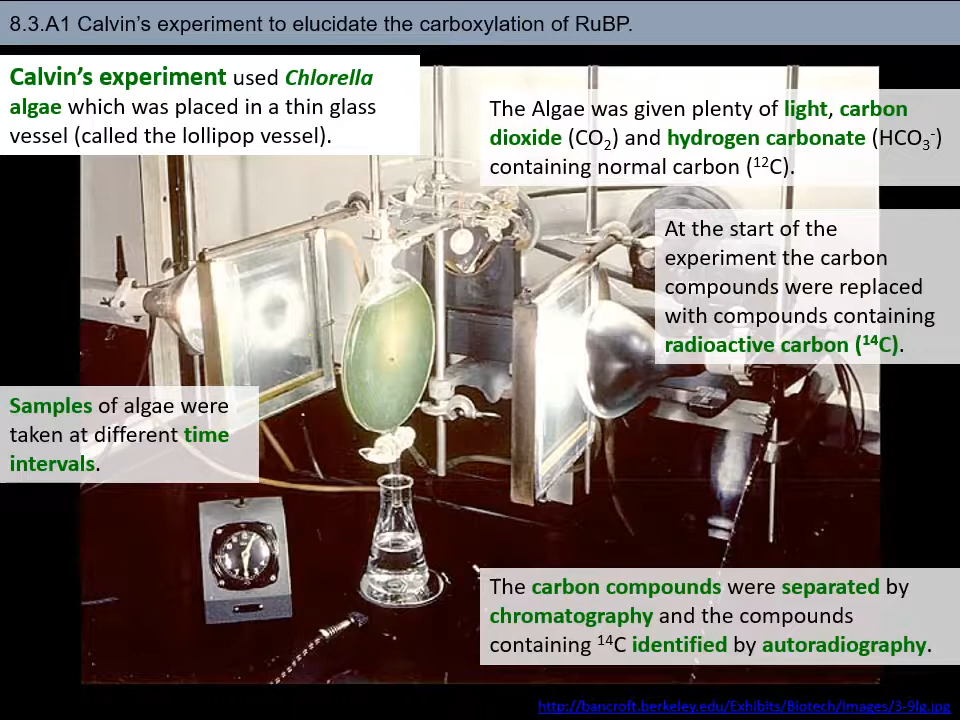 8.3.A1 Calvin’s experiment to elucidate the carboxylation of RuBP.
Calvin’s experiment used Chlorella
algae which was placed in a thin glass
vessel (called the lollipop vessel).
The Algae was given plenty of light, carbon
dioxide (CO₂) and hydrogen carbonate (HCO₃⁻)
containing normal carbon (¹²C).
At the start of the
experiment the carbon
compounds were replaced
with compounds containing
radioactive carbon (¹⁴C).
Samples of algae were
taken at different time
intervals.
The carbon compounds were separated by
chromatography and the compounds
containing ¹⁴C identified by autoradiography.
http://bancroft.berkeley.edu/Exhibits/Biotech/Images/3-9lg.jpg